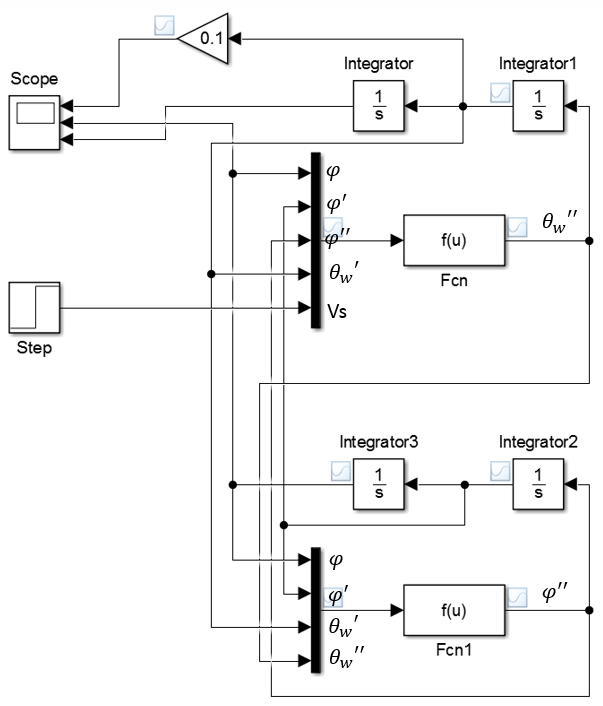 0.1
Scope
Integrator
Integrator1
1
s
1
s
φ
φ′
φ′′
θw′
Vs
f(u)
Fcn
θw′′
Step
Integrator3
Integrator2
1
s
1
s
φ
φ′
θw′
θw′′
f(u)
Fcn1
φ′′